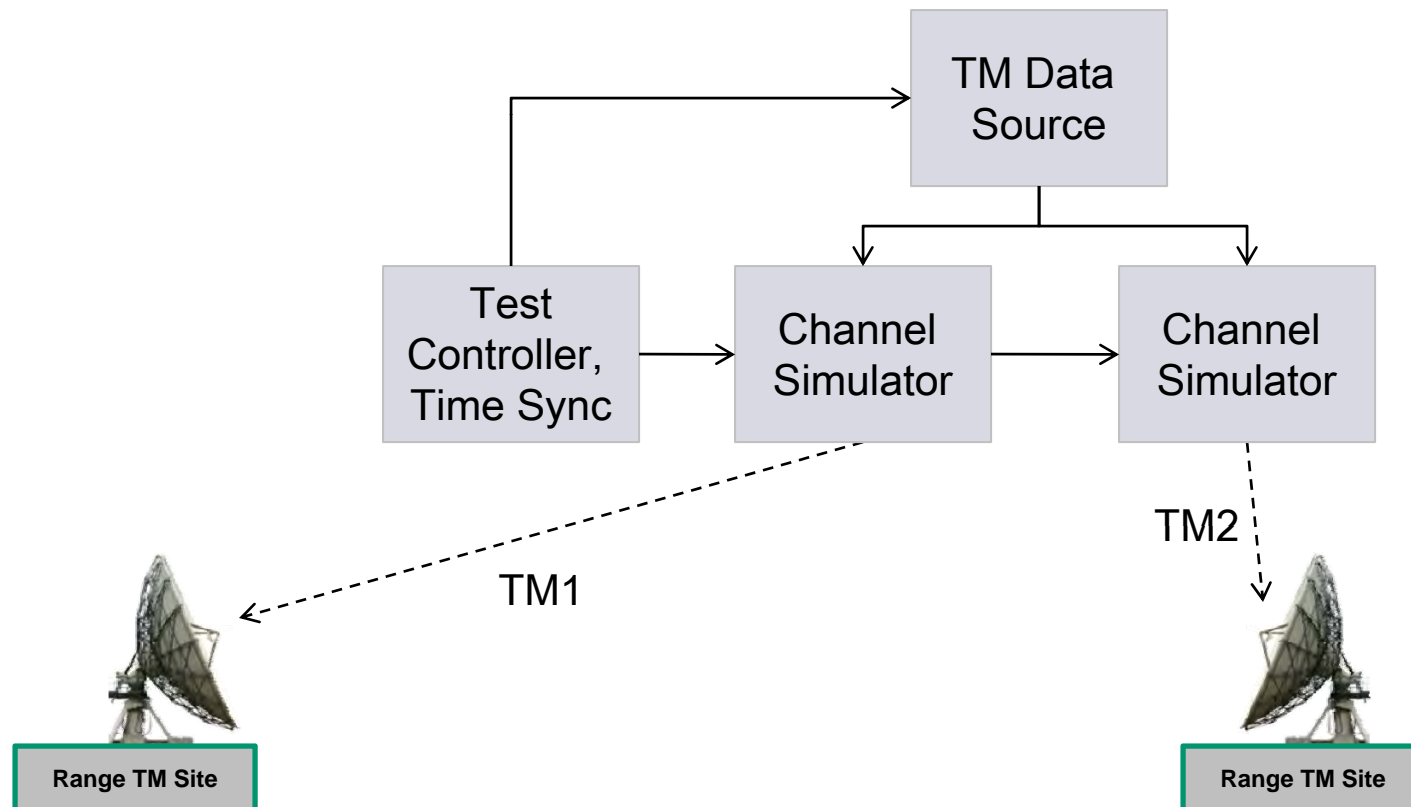 TM Data
Source
Test
Controller,
Time Sync
Channel
Simulator
Channel
Simulator
TM2
TM1
Range TM Site
Range TM Site